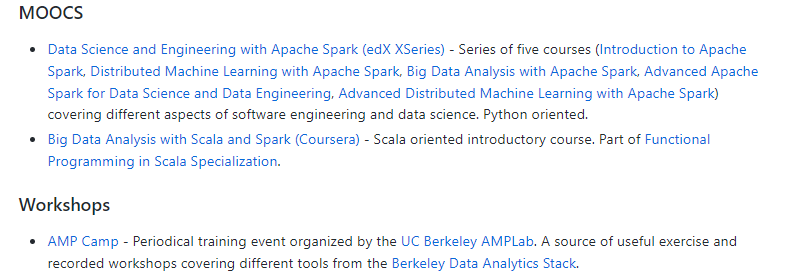 MOOCS
Data Science and Engineering with Apache Spark (edX XSeries) - Series of five courses (Introduction to Apache
Spark, Distributed Machine Learning with Apache Spark, Big Data Analysis with Apache Spark, Advanced Apache
Spark for Data Science and Data Engineering, Advanced Distributed Machine Learning with Apache Spark)
covering different aspects of software engineering and data science. Python oriented.
Big Data Analysis with Scala and Spark (Coursera) - Scala oriented introductory course. Part of Functional
Programming in Scala Specialization.
Workshops
AMP Camp - Periodical training event organized by the UC Berkeley AMPLab. A source of useful exercise and
recorded workshops covering different tools from the Berkeley Data Analytics Stack.